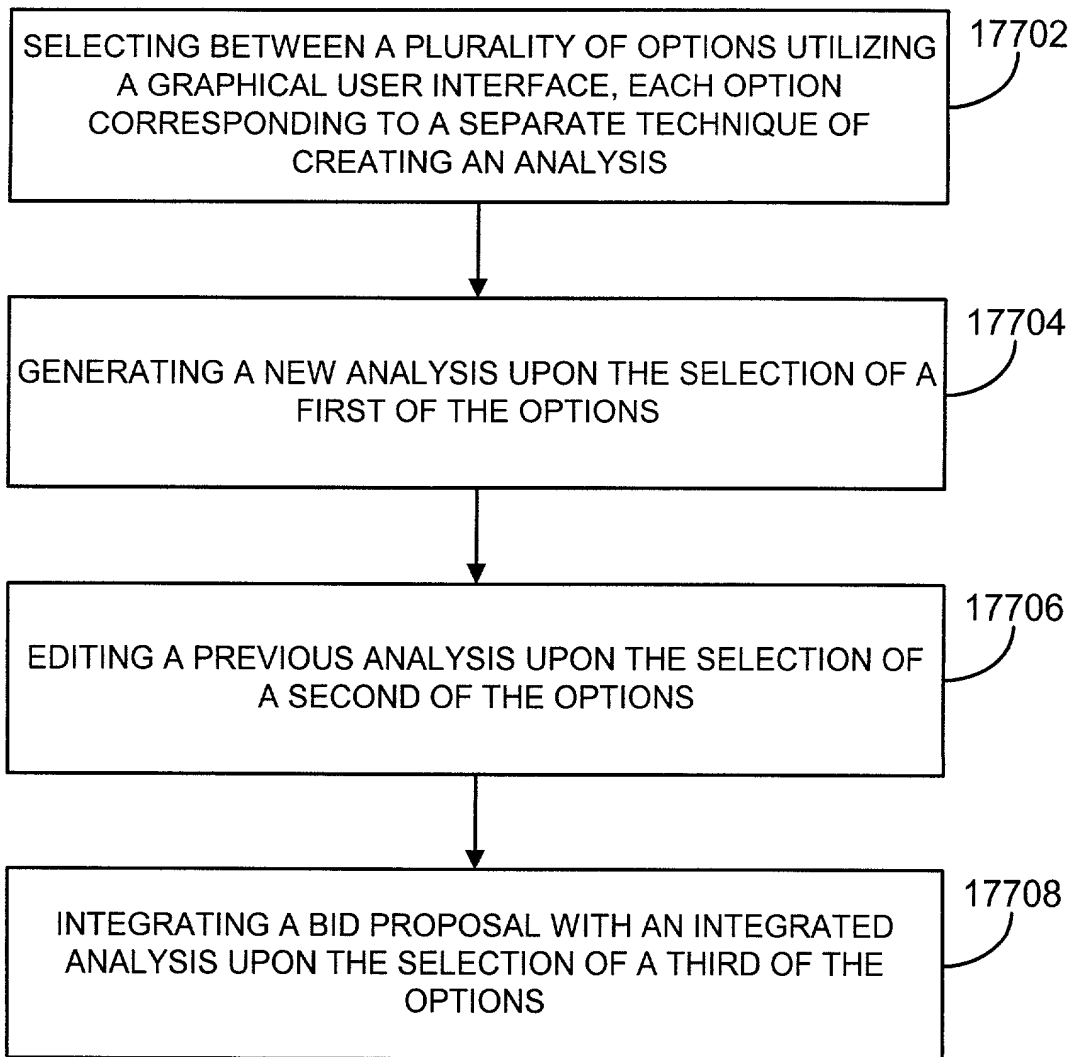 SELECTING BETWEEN A PLURALITY OF OPTIONS UTILIZING
A GRAPHICAL USER INTERFACE, EACH OPTION
CORRESPONDING TO A SEPARATE TECHNIQUE OF
CREATING AN ANALYSIS
17702
GENERATING A NEW ANALYSIS UPON THE SELECTION OF A
FIRST OF THE OPTIONS
17704
EDITING A PREVIOUS ANALYSIS UPON THE SELECTION OF
A SECOND OF THE OPTIONS
17706
INTEGRATING A BID PROPOSAL WITH AN INTEGRATED
ANALYSIS UPON THE SELECTION OF A THIRD OF THE
OPTIONS
17708